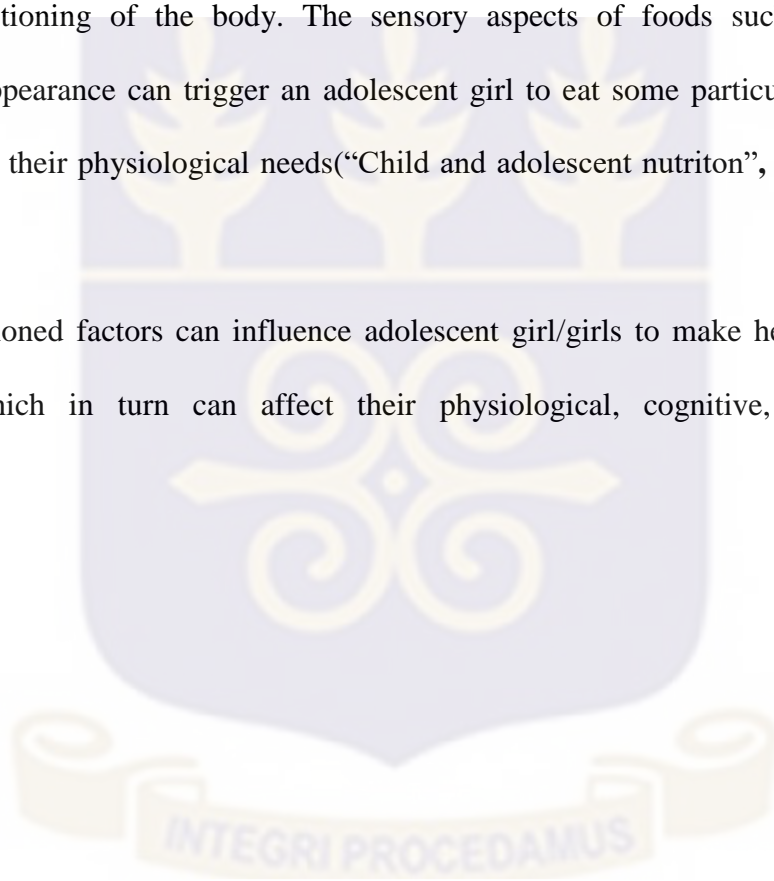 tioning of the body. The sensory aspects of foods suc
ppearance can trigger an adolescent girl to eat some particu
their physiological needs(“Child and adolescent nutriton”,
oned factors can influence adolescent girl/girls to make he
ich in turn can affect their physiological, cognitive,
INTEGRI PROCEDAMUS